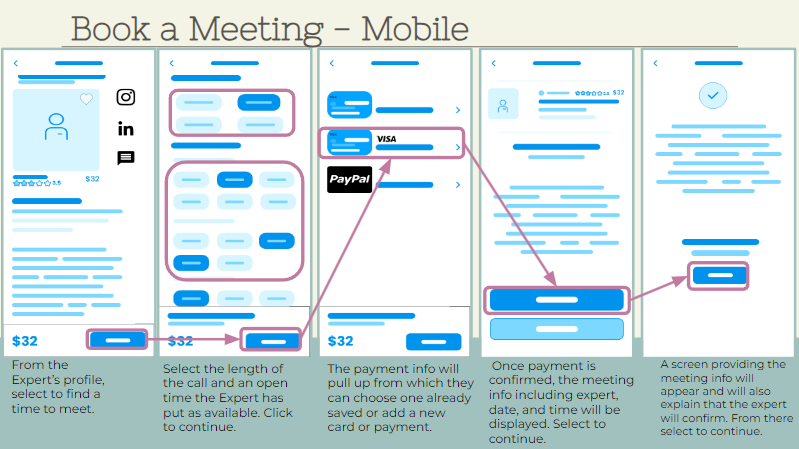 Book a Meeting - Mobile
3.9
$32
$32
From the
Expert's profile,
select to find a
time to meet.
$32
Select the length of
the call and an open
time the Expert has
put as available. Click
to continue.
VISA
PayPal
$32
The payment info will
pull up from which they
can choose one already
saved or add a new
card or payment.
$32
Once payment is
confirmed, the meeting
info including expert,
date, and time will be
displayed. Select to
continue.
A screen providing the
meeting info will
appear and will also
explain that the expert
will confirm. From there
select to continue.